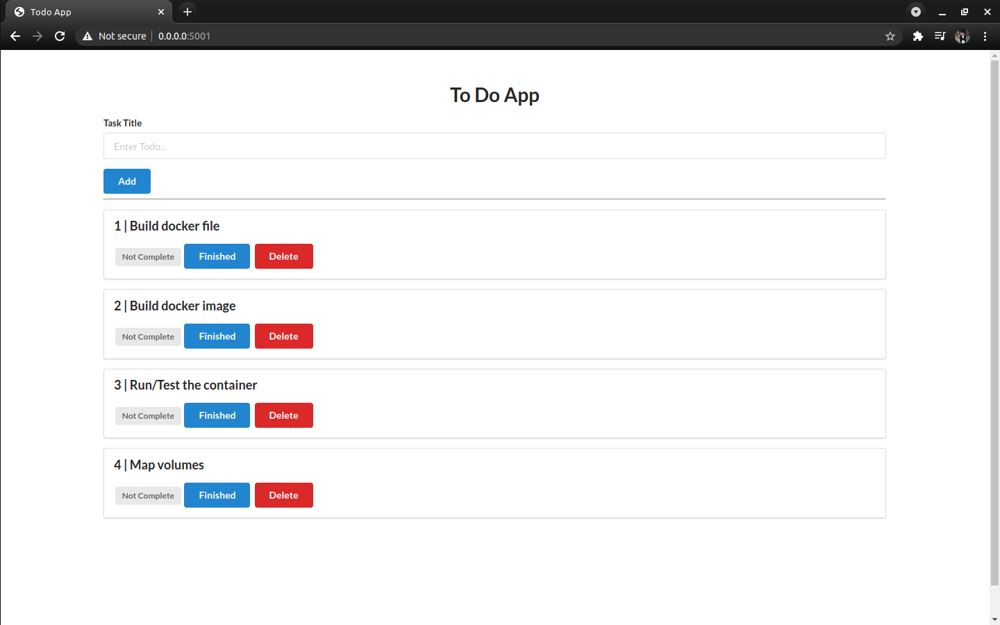 Todo App
Not secure | 0.0.0.0:5001
To Do App
Task Title
Enter Todo...
Add
1 | Build docker file
Not Complete Finished Delete
2 | Build docker image
Not Complete Finished Delete
3 | Run/Test the container
Not Complete Finished Delete
4 | Map volumes
Not Complete Finished Delete